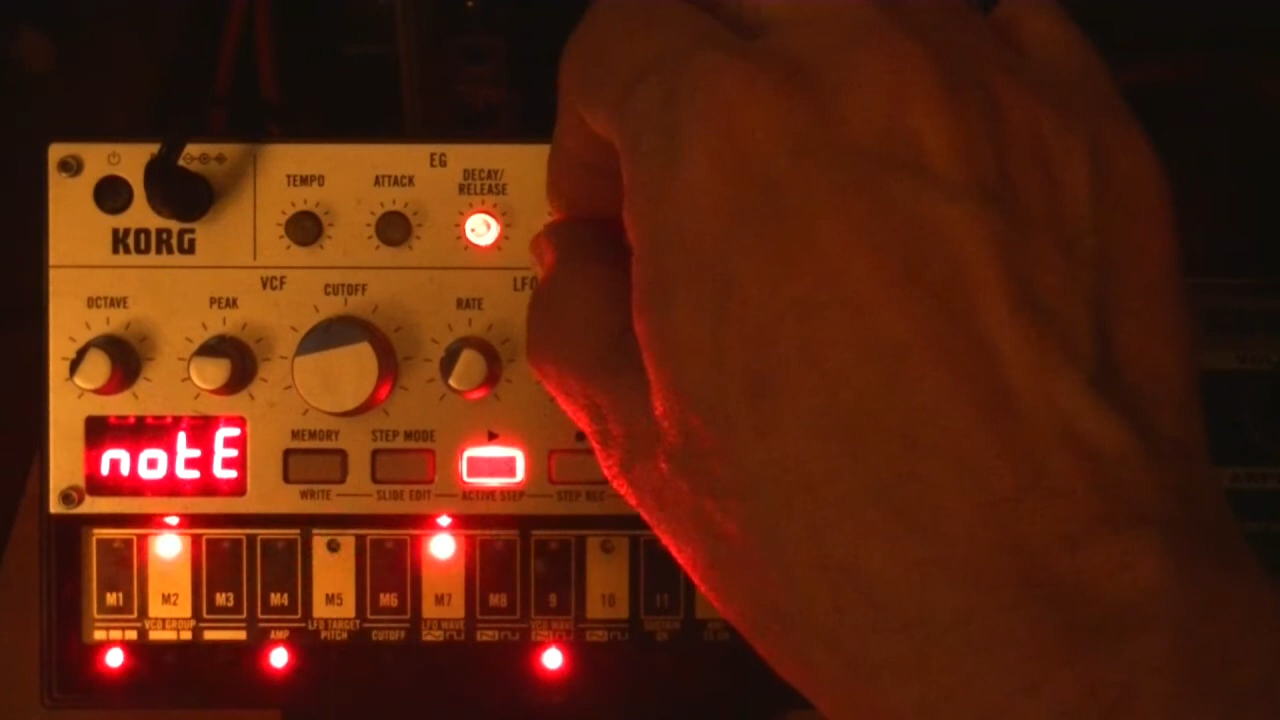 EG
TEMPO ATTACK DECAY/
RELEASE
KORG
VCF LFO
OCTAVE PEAK CUTOFF RATE
notE
MEMORY STEP MODE
WRITE SLIDE EDIT ACTIVE STEP STEP REC
M1 M2 M3 M4 M5 M6 M7 M8 9 10 11
VCO GROUP AMP LFO TARGET
PITCH CUTOFF LFO WAVE VCO WAVE SUSTAIN
ON